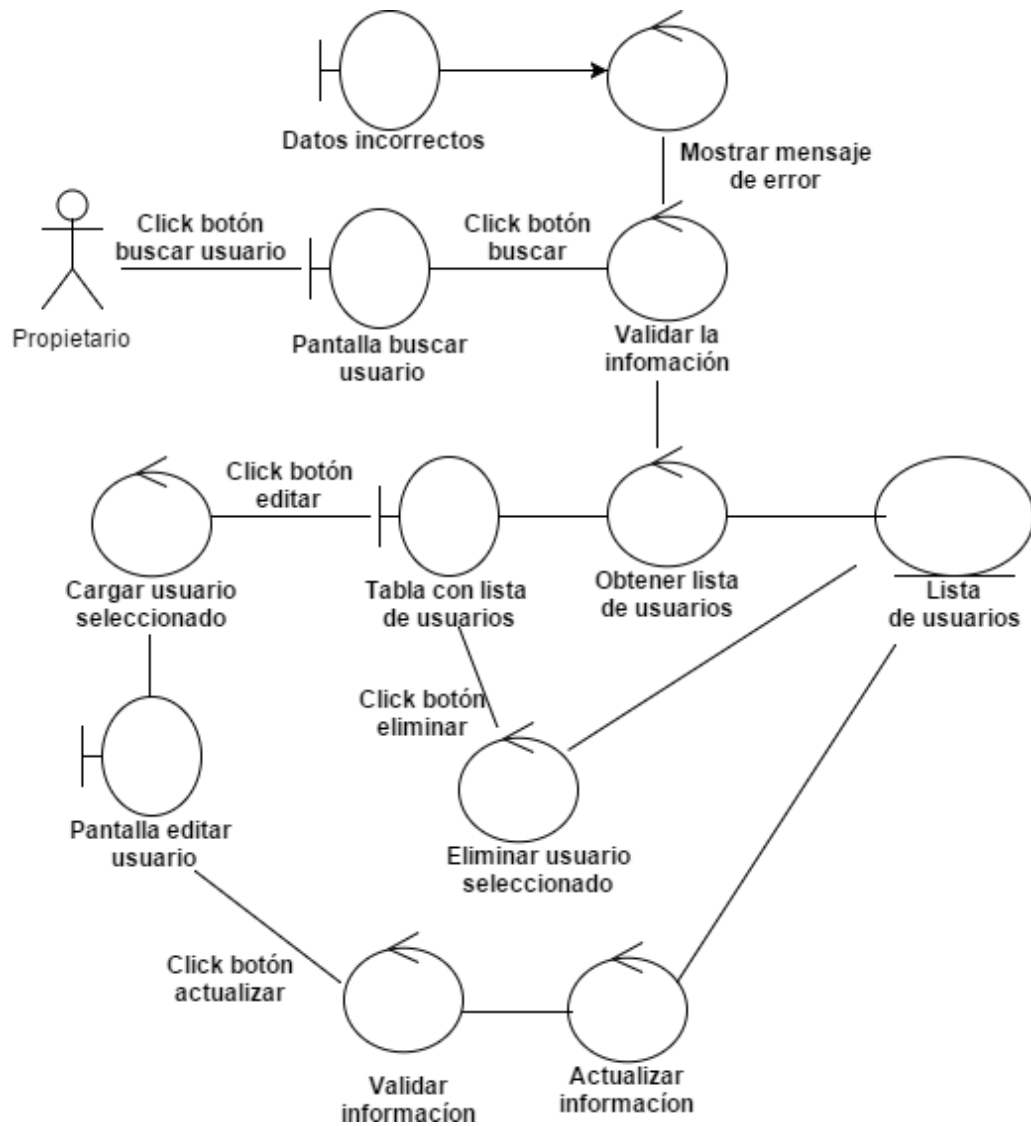 Datos incorrectos
Mostrar mensaje
de error
Click botón
buscar usuario
Click botón
buscar
Propietario
Pantalla buscar
usuario
Validar la
infomación
Click botón
editar
Cargar usuario
seleccionado
Tabla con lista
de usuarios
Obtener lista
de usuarios
Lista
de usuarios
Click botón
eliminar
Pantalla editar
usuario
Eliminar usuario
seleccionado
Click botón
actualizar
Validar
informacíon
Actualizar
informacíon